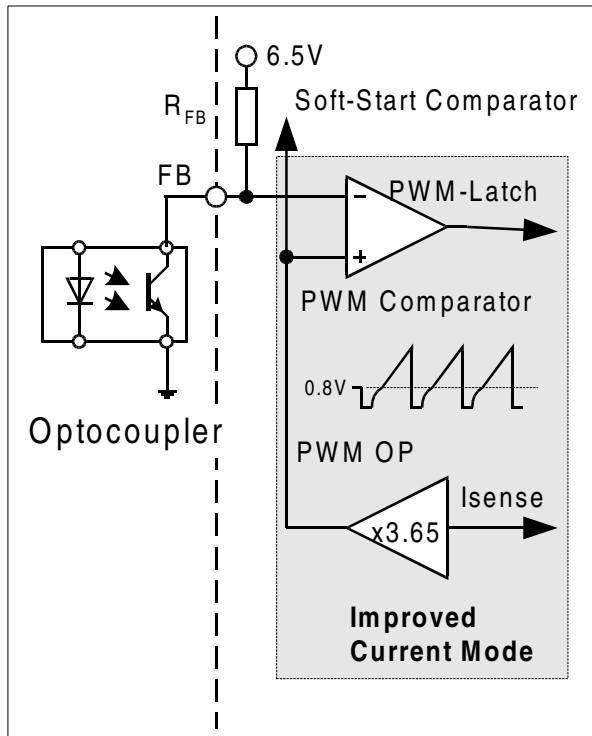 6.5V
R_FB
Soft-Start Comparator
FB
PWM-Latch
PWM Comparator
0.8V
Optocoupler
PWM OP
Isense
x3.65
Improved
Current Mode